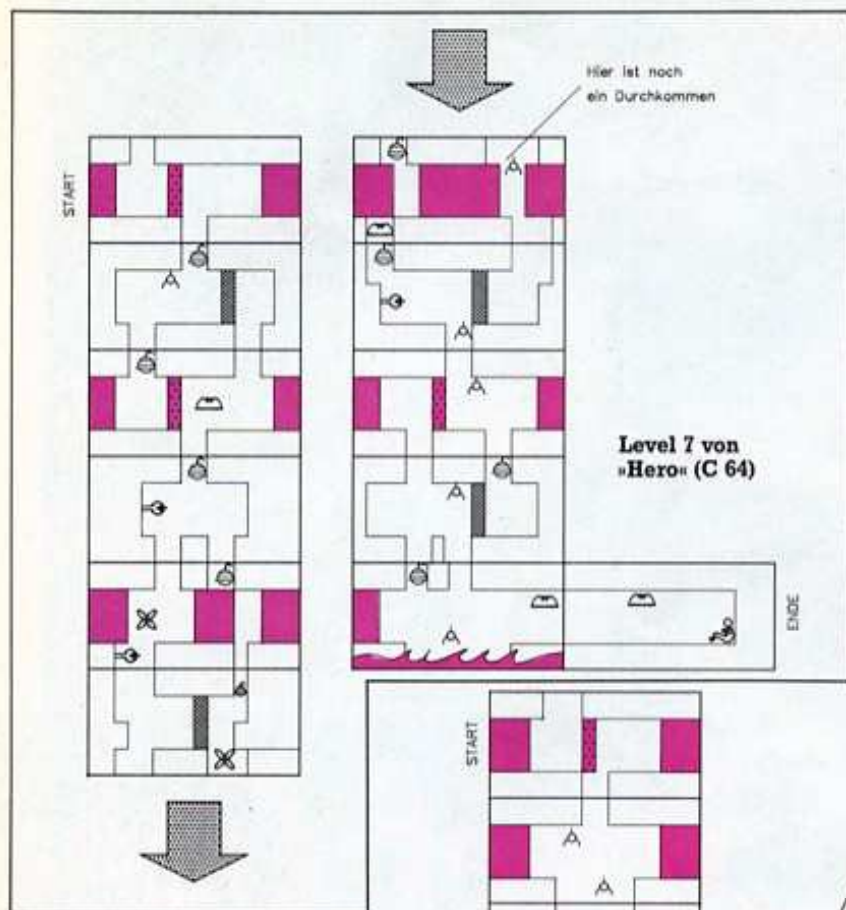 Hier ist noch
ein Durchkommen
START
Level 7 von
»Hero« (C 64)
ENDE
START